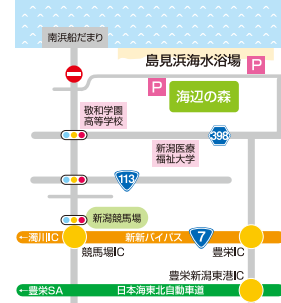 南浜船だまり
島見浜海水浴場
P
P
海辺の森
敬和学園
高等学校
398
新潟医療
福祉大学
113
新潟競馬場
←濁川IC
新新バイパス
7
競馬場IC
豊栄IC
豊栄新潟東港IC
←豊栄SA
日本海東北自動車道